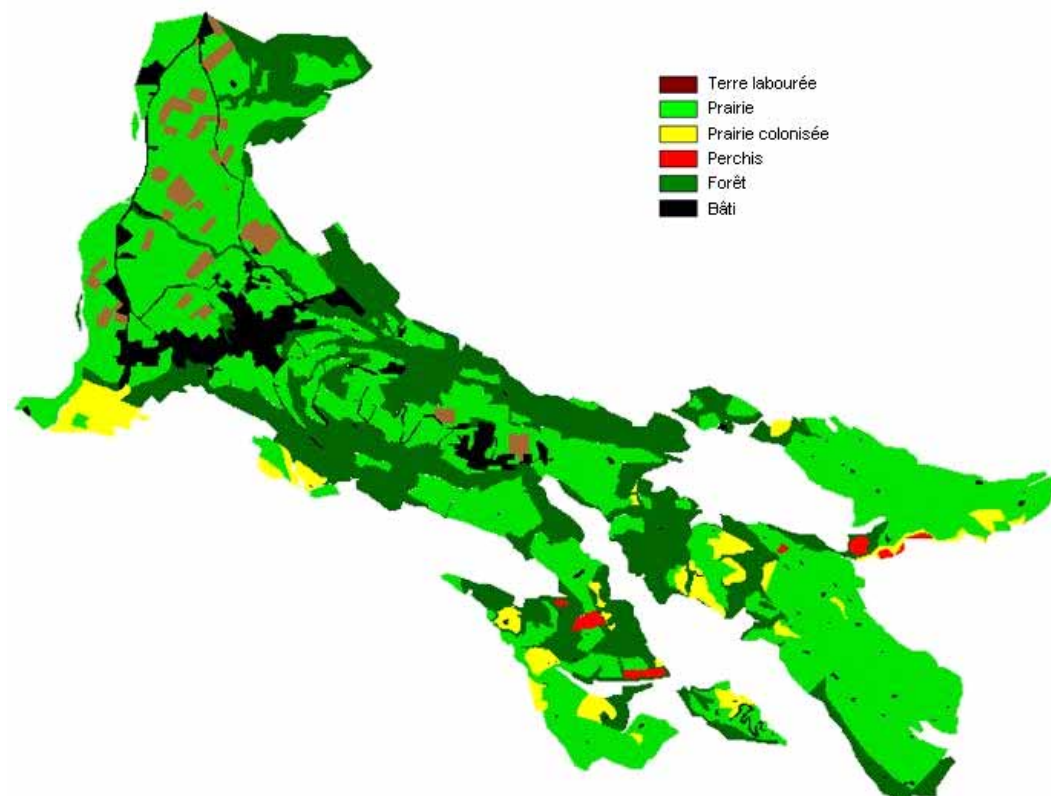 Terre labourée
Prairie
Prairie colonisée
Perchis
Forêt
Bâti